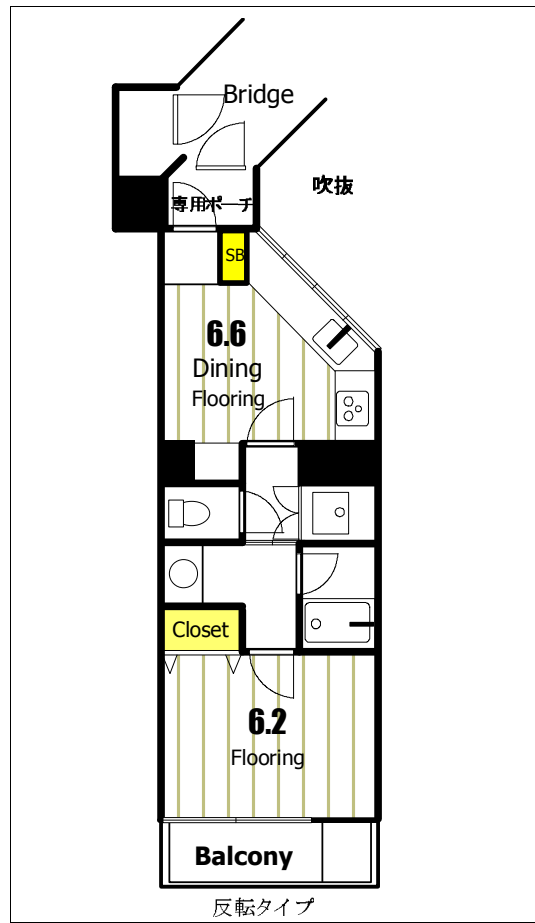 Bridge
吹抜
専用ポーチ
SB
6.6
Dining
Flooring
Closet
6.2
Flooring
Balcony
反転タイプ